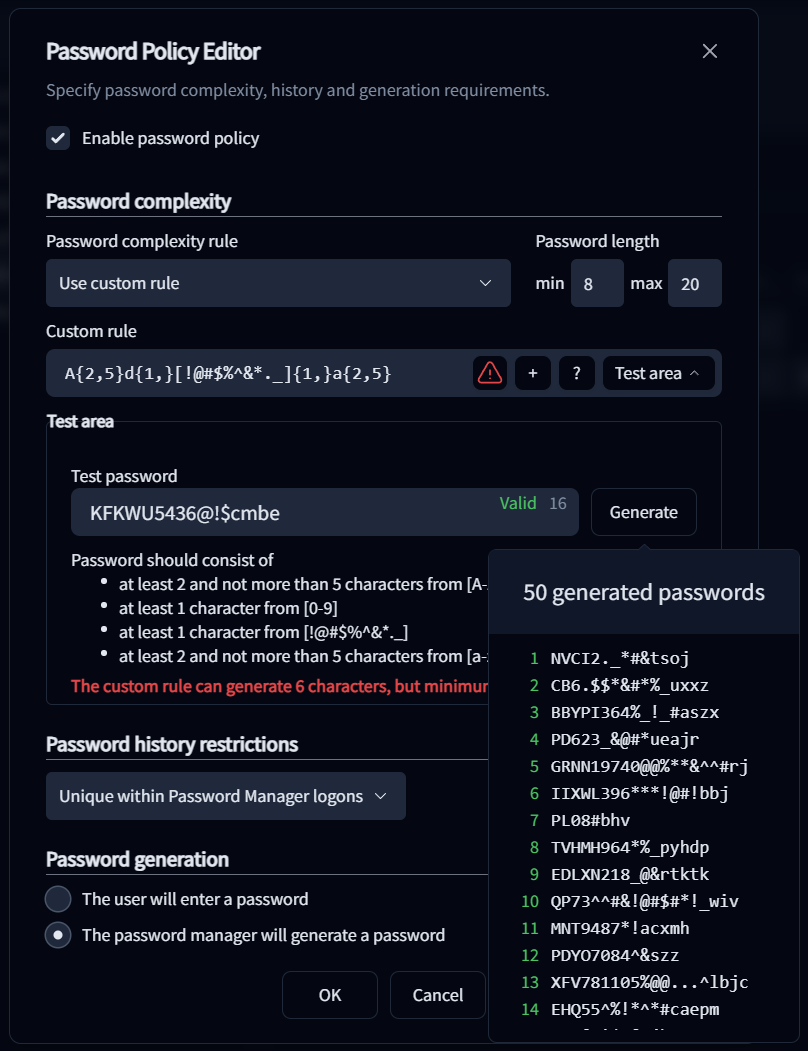 Password Policy Editor
Specify password complexity, history and generation requirements.
Enable password policy
Password complexity
Password complexity rule
Password length
Use custom rule
min 8 max 20
Custom rule
A{2,5}d{1,}[!@#$%^&*._]{1,}a{2,5}
+
?
Test area
Test area
Test password
KFKWU5436@!$cmbe
Valid 16
Generate
Password should consist of
• at least 2 and not more than 5 characters from [A-
• at least 1 character from [0-9]
• at least 1 character from [!@#$%^&*._]
• at least 2 and not more than 5 characters from [a-
The custom rule can generate 6 characters, but minimum
Password history restrictions
Unique within Password Manager logons
Password generation
The user will enter a password
The password manager will generate a password
OK
Cancel
50 generated passwords
1 NVCI2._*#&tsoj
2 CB6.$$*&#*%_uxxz
3 BBYPI364%_!_#aszx
4 PD623_&@#*ueajr
5 GRNN19740@@%**&^^#rj
6 IIXWL396***!@#!bbj
7 PL08#bhv
8 TVHMH964*%_pyhdp
9 EDLXN218_@&rtktk
10 QP73^^#&!@#$#*!_wiv
11 MNT9487*!acxmh
12 PDYO7084^&szz
13 XFV781105%@@...^lbjc
14 EHQ55^%!*^*#caepm